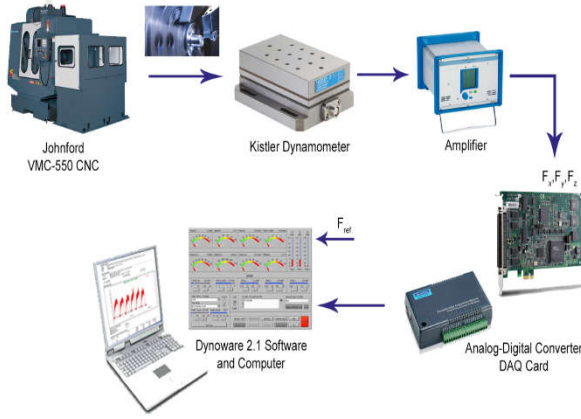 Johnford
VMC-550 CNC
Kistler Dynamometer
Amplifier
Fx,Fy,Fz
Fref
Dynoware 2.1 Software
and Computer
Analog-Digital Converter
DAQ Card